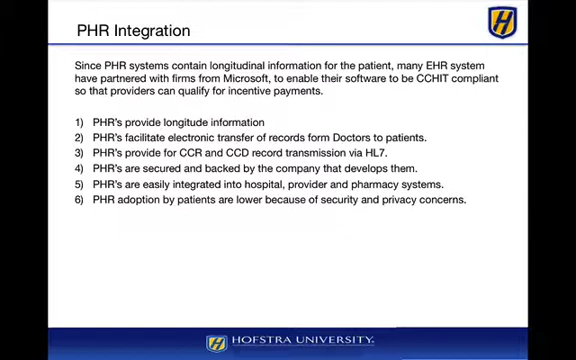 PHR Integration
Since PHR systems contain longitudinal information for the patient, many EHR system
have partnered with firms from Microsoft, to enable their software to be CCHIT compliant
so that providers can qualify for incentive payments.
1) PHR's provide longitude information
2) PHR's facilitate electronic transfer of records form Doctors to patients.
3) PHR's provide for CCR and CCD record transmission via HL7.
4) PHR's are secured and backed by the company that develops them.
5) PHR's are easily integrated into hospital, provider and pharmacy systems.
6) PHR adoption by patients are lower because of security and privacy concerns.
HOFSTRA UNIVERSITY